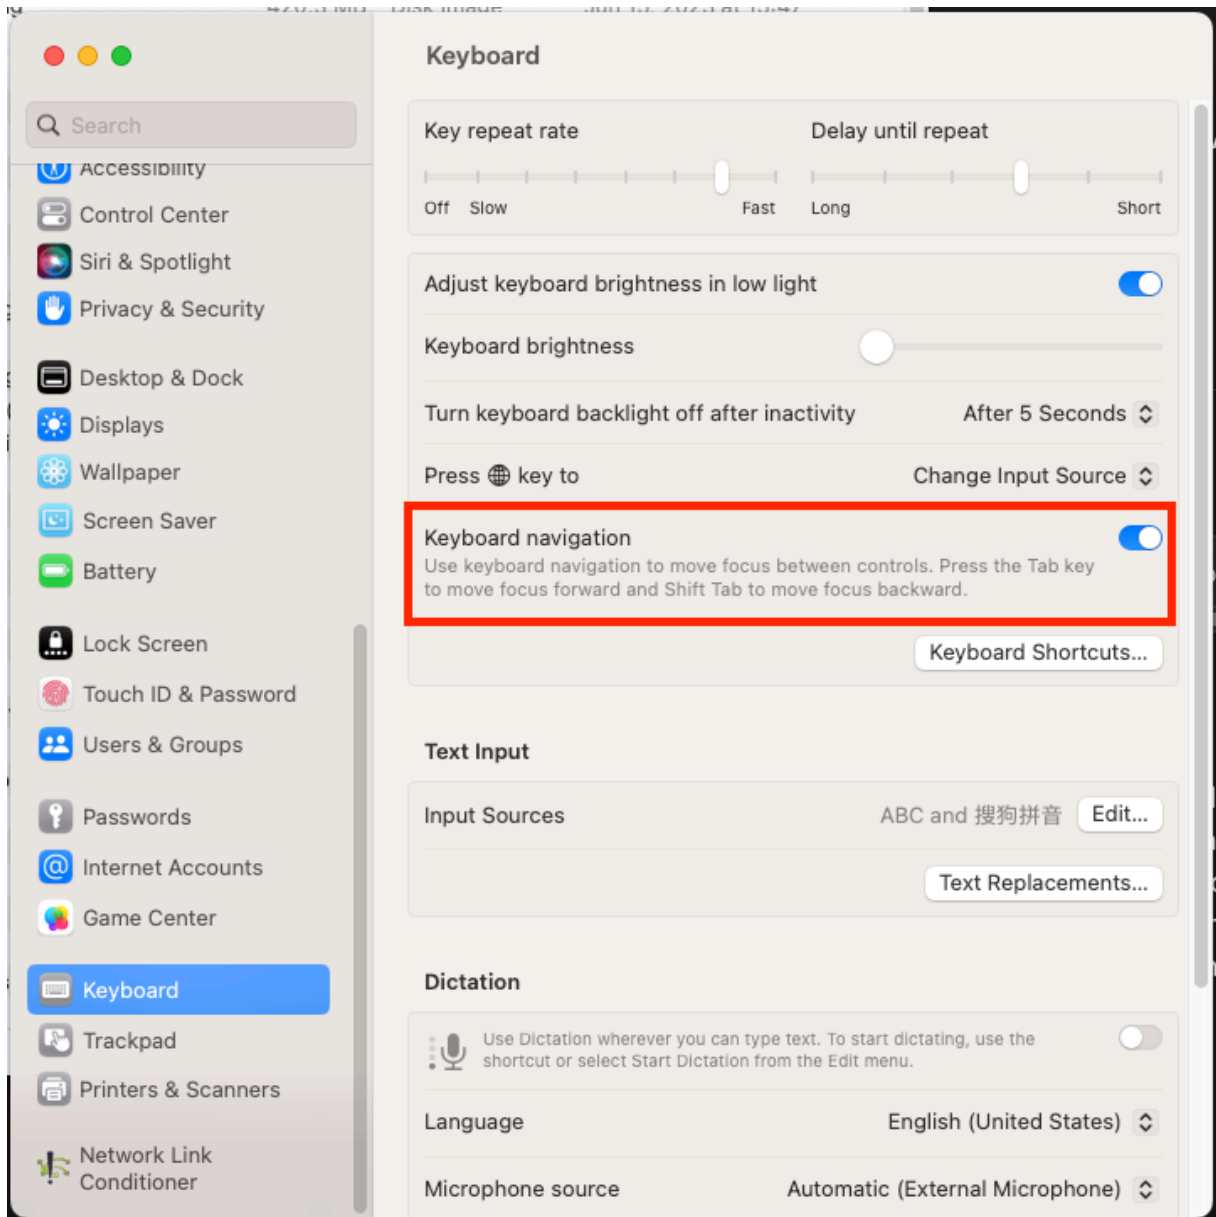 Keyboard
Search
Accessibility
Control Center
Siri & Spotlight
Privacy & Security
Desktop & Dock
Displays
Wallpaper
Screen Saver
Battery
Lock Screen
Touch ID & Password
Users & Groups
Passwords
Internet Accounts
Game Center
Keyboard
Trackpad
Printers & Scanners
Network Link
Conditioner
Key repeat rate
Delay until repeat
Off Slow Fast
Long Short
Adjust keyboard brightness in low light
Keyboard brightness
Turn keyboard backlight off after inactivity After 5 Seconds
Press key to Change Input Source
Keyboard navigation
Use keyboard navigation to move focus between controls. Press the Tab key
to move focus forward and Shift Tab to move focus backward.
Keyboard Shortcuts...
Text Input
Input Sources ABC and 搜狗拼音 Edit...
Text Replacements...
Dictation
Use Dictation wherever you can type text. To start dictating, use the
shortcut or select Start Dictation from the Edit menu.
Language English (United States)
Microphone source Automatic (External Microphone)